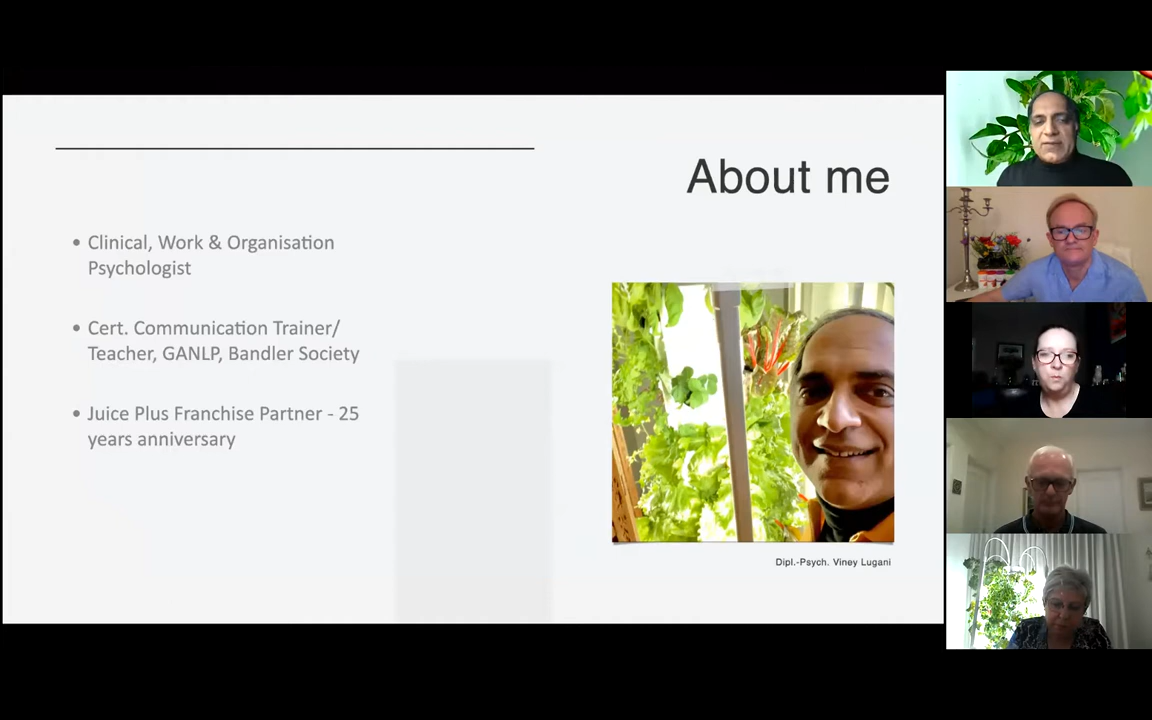 About me
• Clinical, Work & Organisation
Psychologist
• Cert. Communication Trainer/
Teacher, GANLP, Bandler Society
• Juice Plus Franchise Partner - 25
years anniversary
Dipl.-Psych. Viney Lugani